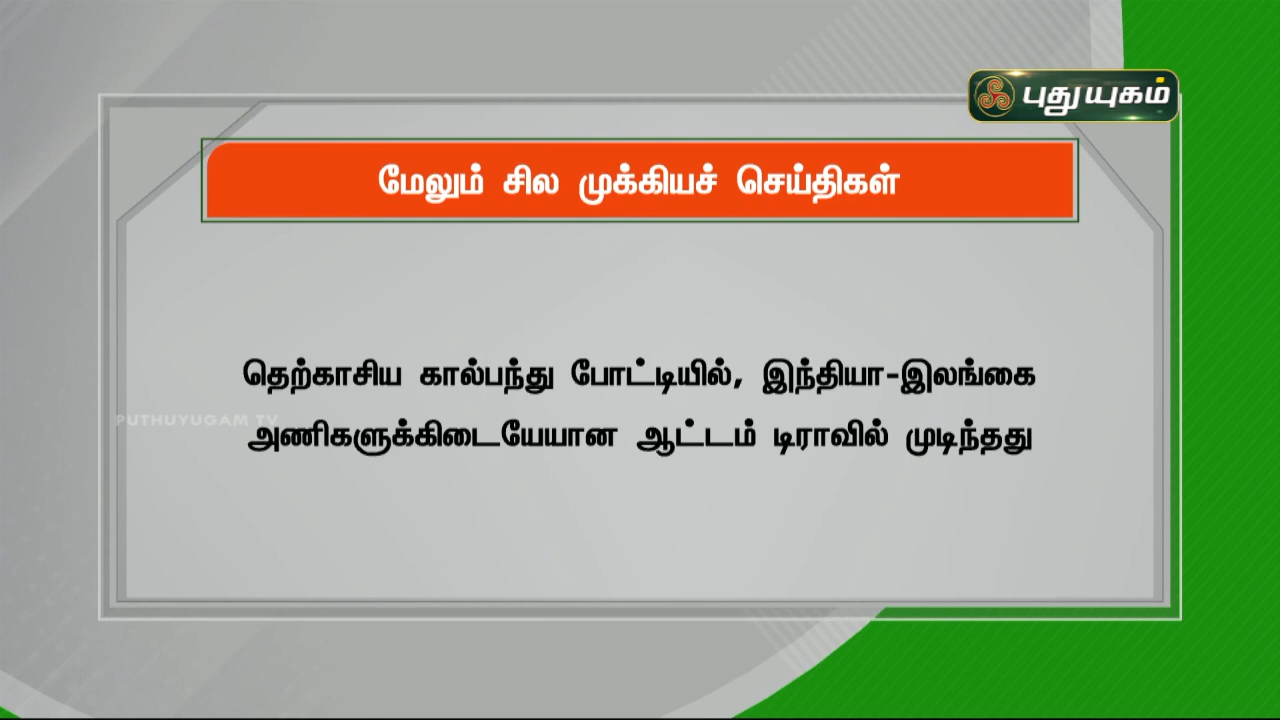 புதுயுகம்
மேலும் சில முக்கியச் செய்திகள்
தெற்காசிய கால்பந்து போட்டியில், இந்தியா-இலங்கை
PUTHUYUGAM TV
அணிகளுக்கிடையேயான ஆட்டம் டிராவில் முடிந்தது